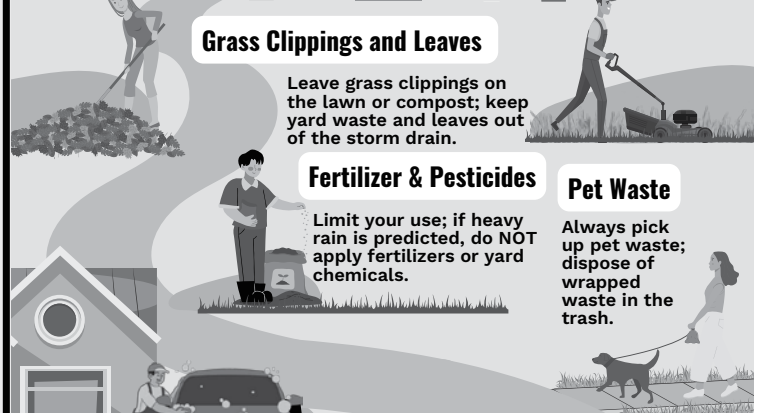 Grass Clippings and Leaves
Leave grass clippings on
the lawn or compost; keep
yard waste and leaves out
of the storm drain.
Fertilizer & Pesticides
Limit your use; if heavy
rain is predicted, do NOT
apply fertilizers or yard
chemicals.
Pet Waste
Always pick
up pet waste;
dispose of
wrapped
waste in the
trash.